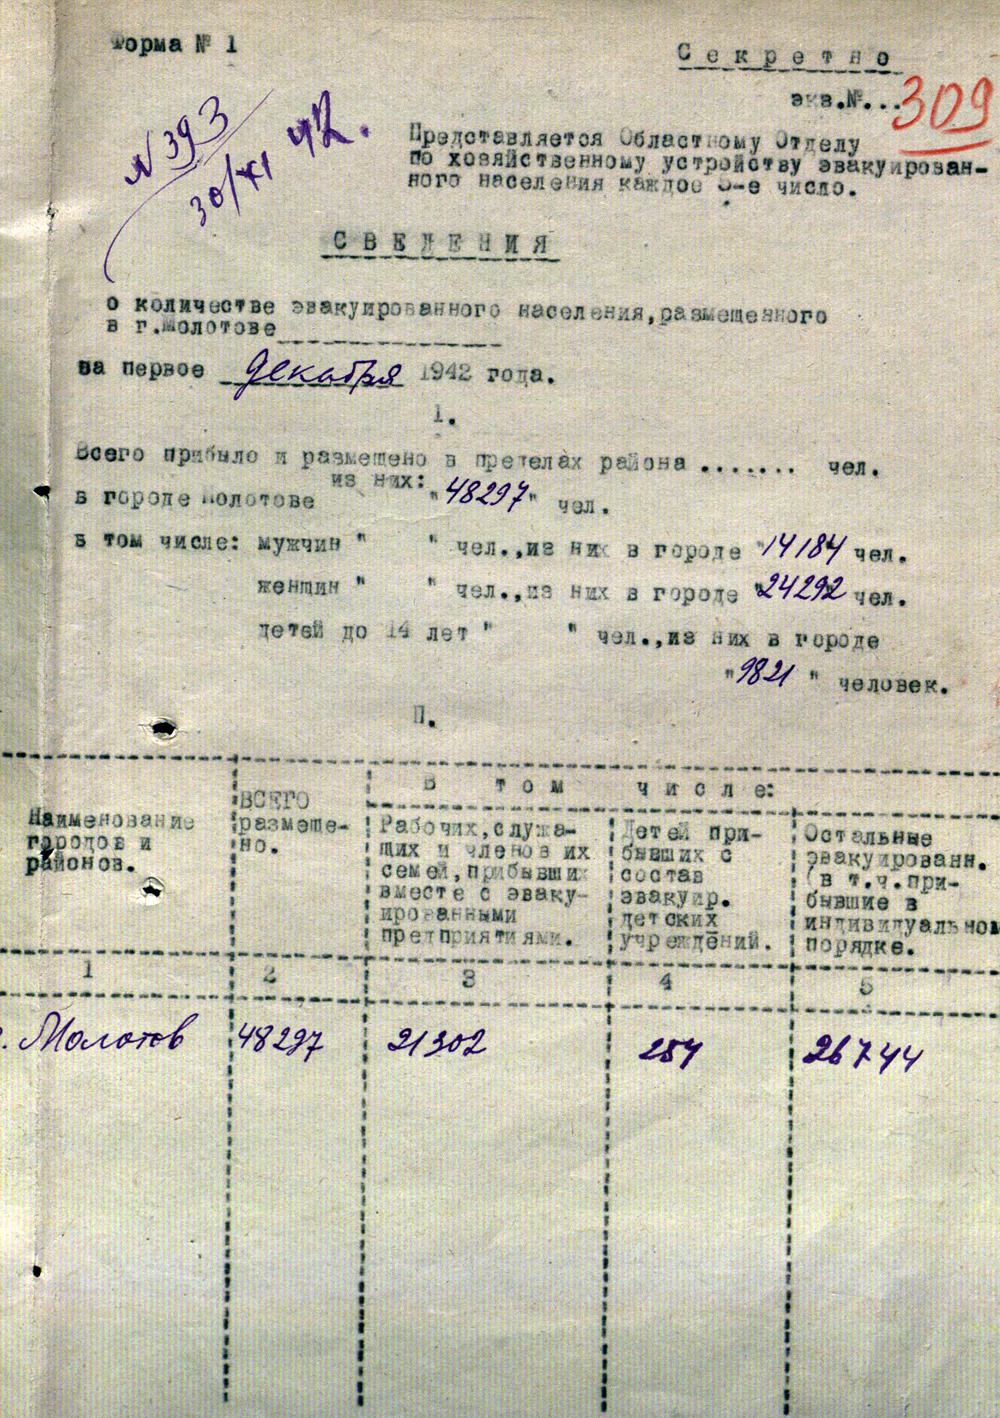 Форма № 1
Секретно
экз.№...
309
N 393
30/XI 42.
Представляется Областному Отделу
по хозяйственному устройству эвакуирован-
ного населения каждое 5-е число.
СВЕДЕНИЯ
о количестве эвакуированного населения,размещенного
в г.Молотове
на первое декабря 1942 года.
1.
Всего прибыло и размещено в пределах района ....... чел.
из них:
в городе Молотове "48297" чел.
в том числе: мужчин " " чел.,из них в городе "14184" чел.
женщин " " чел.,из них в городе "24292" чел.
детей до 14 лет " " чел.,из них в городе
"9821" человек.
П.
В том числе:
Наименование
городов и
районов.
ВСЕГО
размеще-
но.
Рабочих,служа-
щих и членов их
семей,прибывших
вместе с эваку-
ированными
предприятиями.
Детей при-
бывших с
состав
эвакуир.
детских
учреждений.
Остальные
эвакуированн.
(в т.ч.при-
бывшие в
индивидуальном
порядке.
1 2 3 4 5
г. Молотов 48297 21302 251 26744